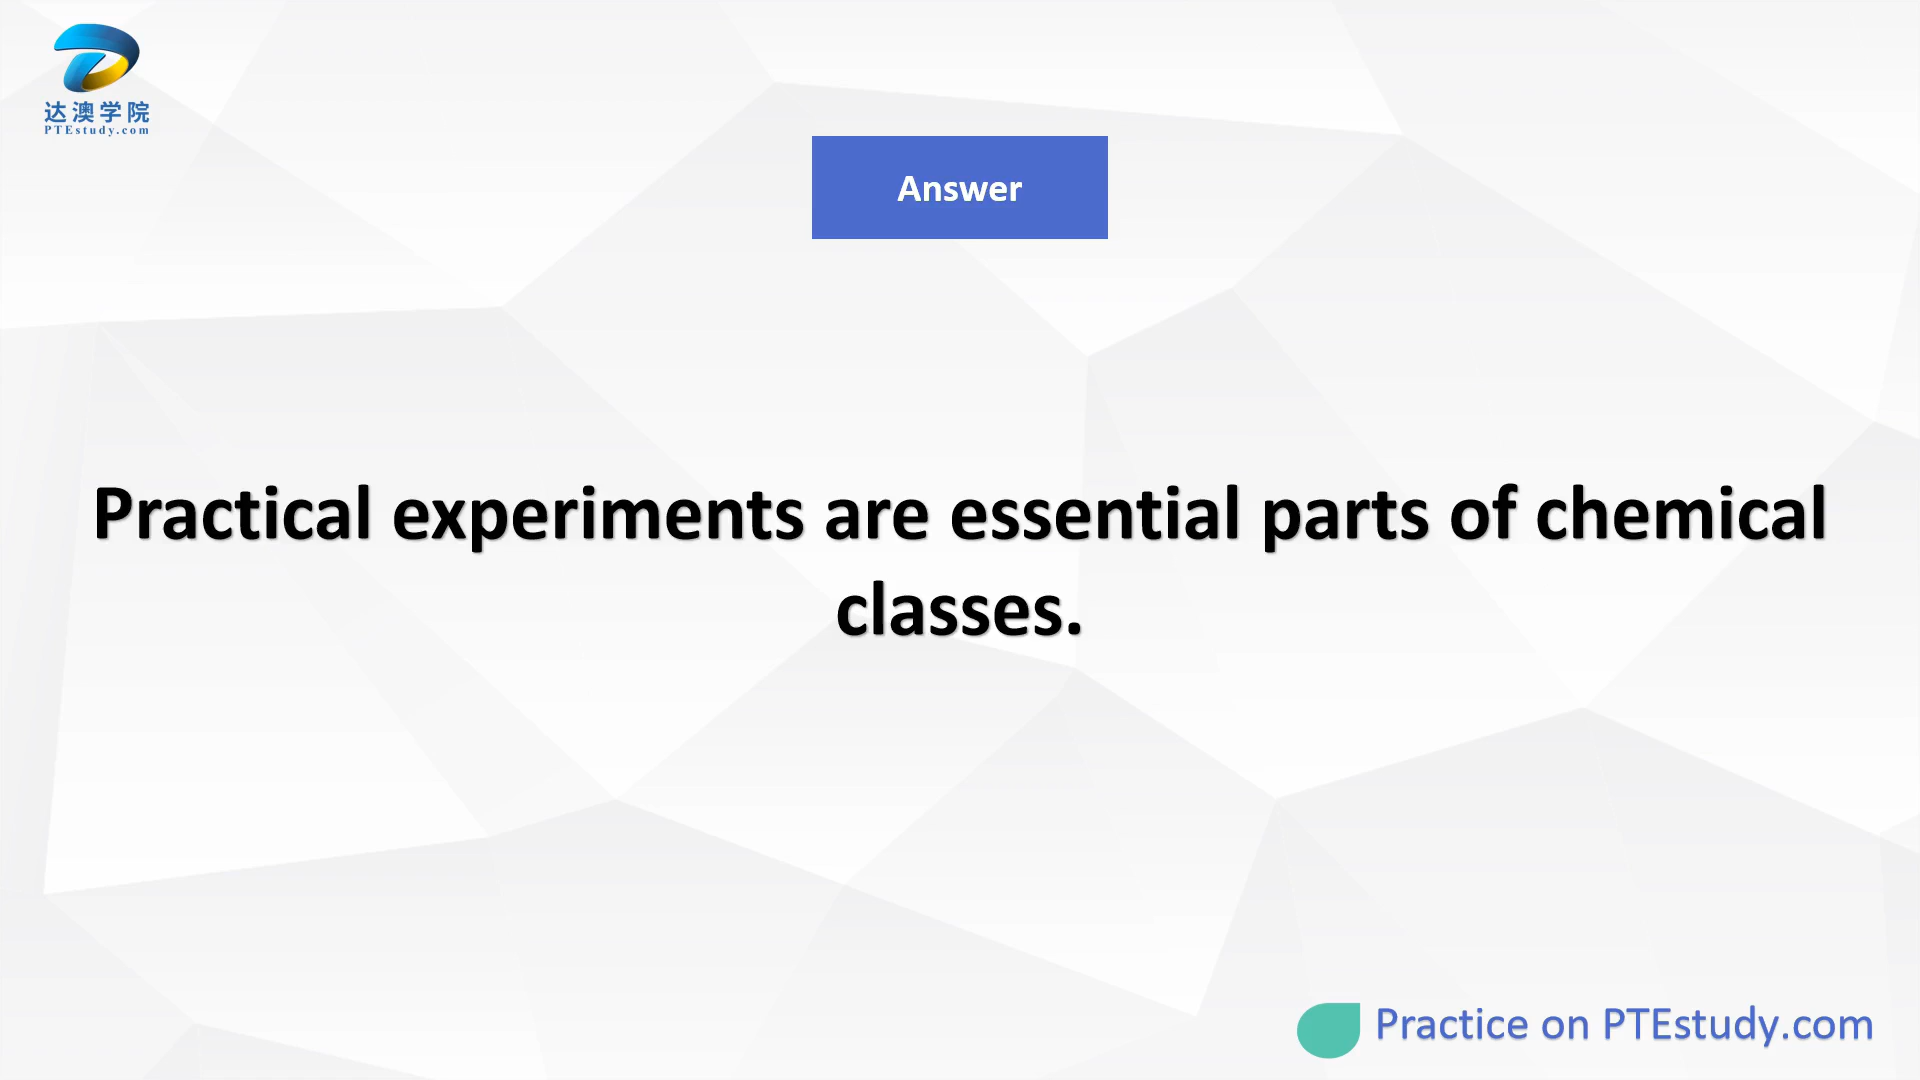 达澳学院
PTEstudy.com
Answer
Practical experiments are essential parts of chemical
classes.
Practice on PTEstudy.com